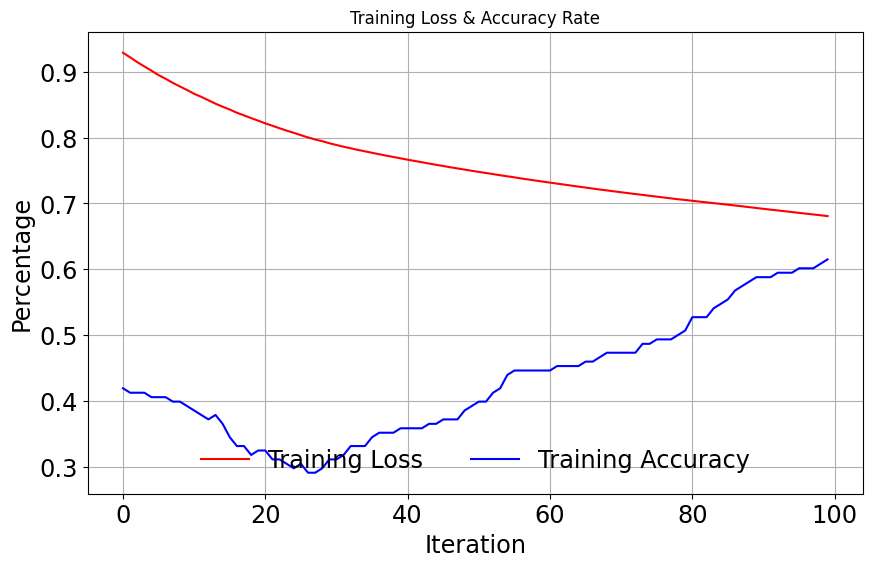 Training Loss & Accuracy Rate
0.9
0.8
0.7
0.6
0.5
0.4
0.3
Percentage
Training Loss Training Accuracy
0 20 40 60 80 100
Iteration